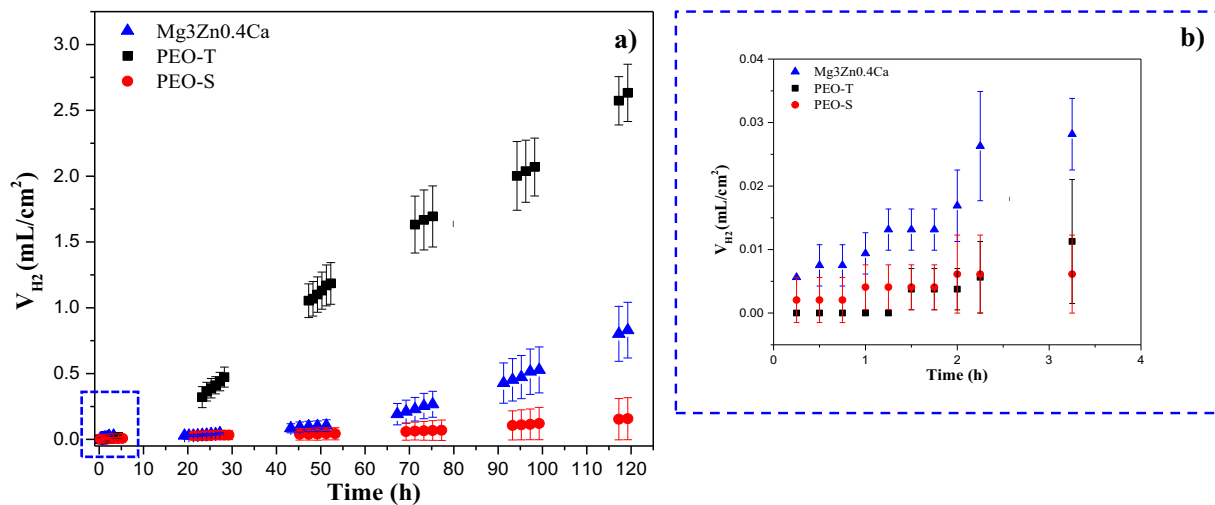 a)
Mg3Zn0.4Ca
PEO-T
PEO-S
3.0
2.5
2.0
1.5
1.0
0.5
0.0
V_H2 (mL/cm²)
0 10 20 30 40 50 60 70 80 90 100 110 120
Time (h)
b)
Mg3Zn0.4Ca
PEO-T
PEO-S
0.04
0.03
0.02
0.01
0.00
V_H2 (mL/cm²)
0 1 2 3 4
Time (h)